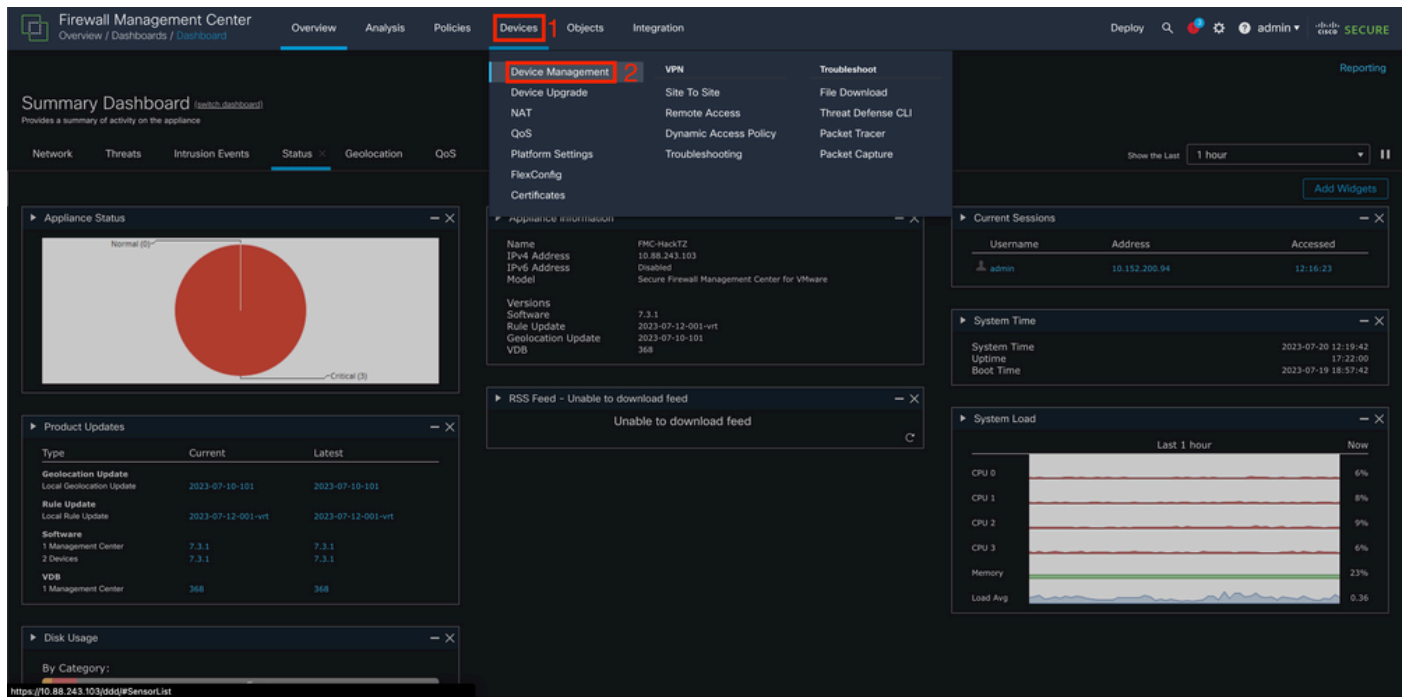 Firewall Management Center
Overview / Dashboards / Dashboard
Overview Analysis Policies Devices 1 Objects Integration
Deploy 3 admin ▾ cisco SECURE
Device Management 2
Device Upgrade
NAT
QoS
Platform Settings
FlexConfig
Certificates
VPN
Site To Site
Remote Access
Dynamic Access Policy
Troubleshooting
Troubleshoot
File Download
Threat Defense CLI
Packet Tracer
Packet Capture
Reporting
Summary Dashboard (switch dashboard)
Provides a summary of activity on the appliance
Network Threats Intrusion Events Status × Geolocation QoS
Show the Last 1 hour
Add Widgets
Appliance Status
Normal (0)
Critical (3)
Product Updates
Type Current Latest
Geolocation Update
Local Geolocation Update 2023-07-10-101 2023-07-10-101
Rule Update
Local Rule Update 2023-07-12-001-vrt 2023-07-12-001-vrt
Software
1 Management Center 7.3.1 7.3.1
2 Devices 7.3.1 7.3.1
VDB
1 Management Center 368 368
Disk Usage
By Category:
Appliance Information
Name FMC-HackTZ
IPv4 Address 10.88.243.103
IPv6 Address Disabled
Model Secure Firewall Management Center for VMware
Versions
Software 7.3.1
Rule Update 2023-07-12-001-vrt
Geolocation Update 2023-07-10-101
VDB 368
RSS Feed - Unable to download feed
Unable to download feed
Current Sessions
Username Address Accessed
admin 10.152.200.94 12:16:23
System Time
System Time 2023-07-20 12:19:42
Uptime 17:22:00
Boot Time 2023-07-19 18:57:42
System Load
Last 1 hour Now
CPU 0 6%
CPU 1 8%
CPU 2 9%
CPU 3 6%
Memory 23%
Load Avg 0.36
https://10.88.243.103/ddd/#SensorList